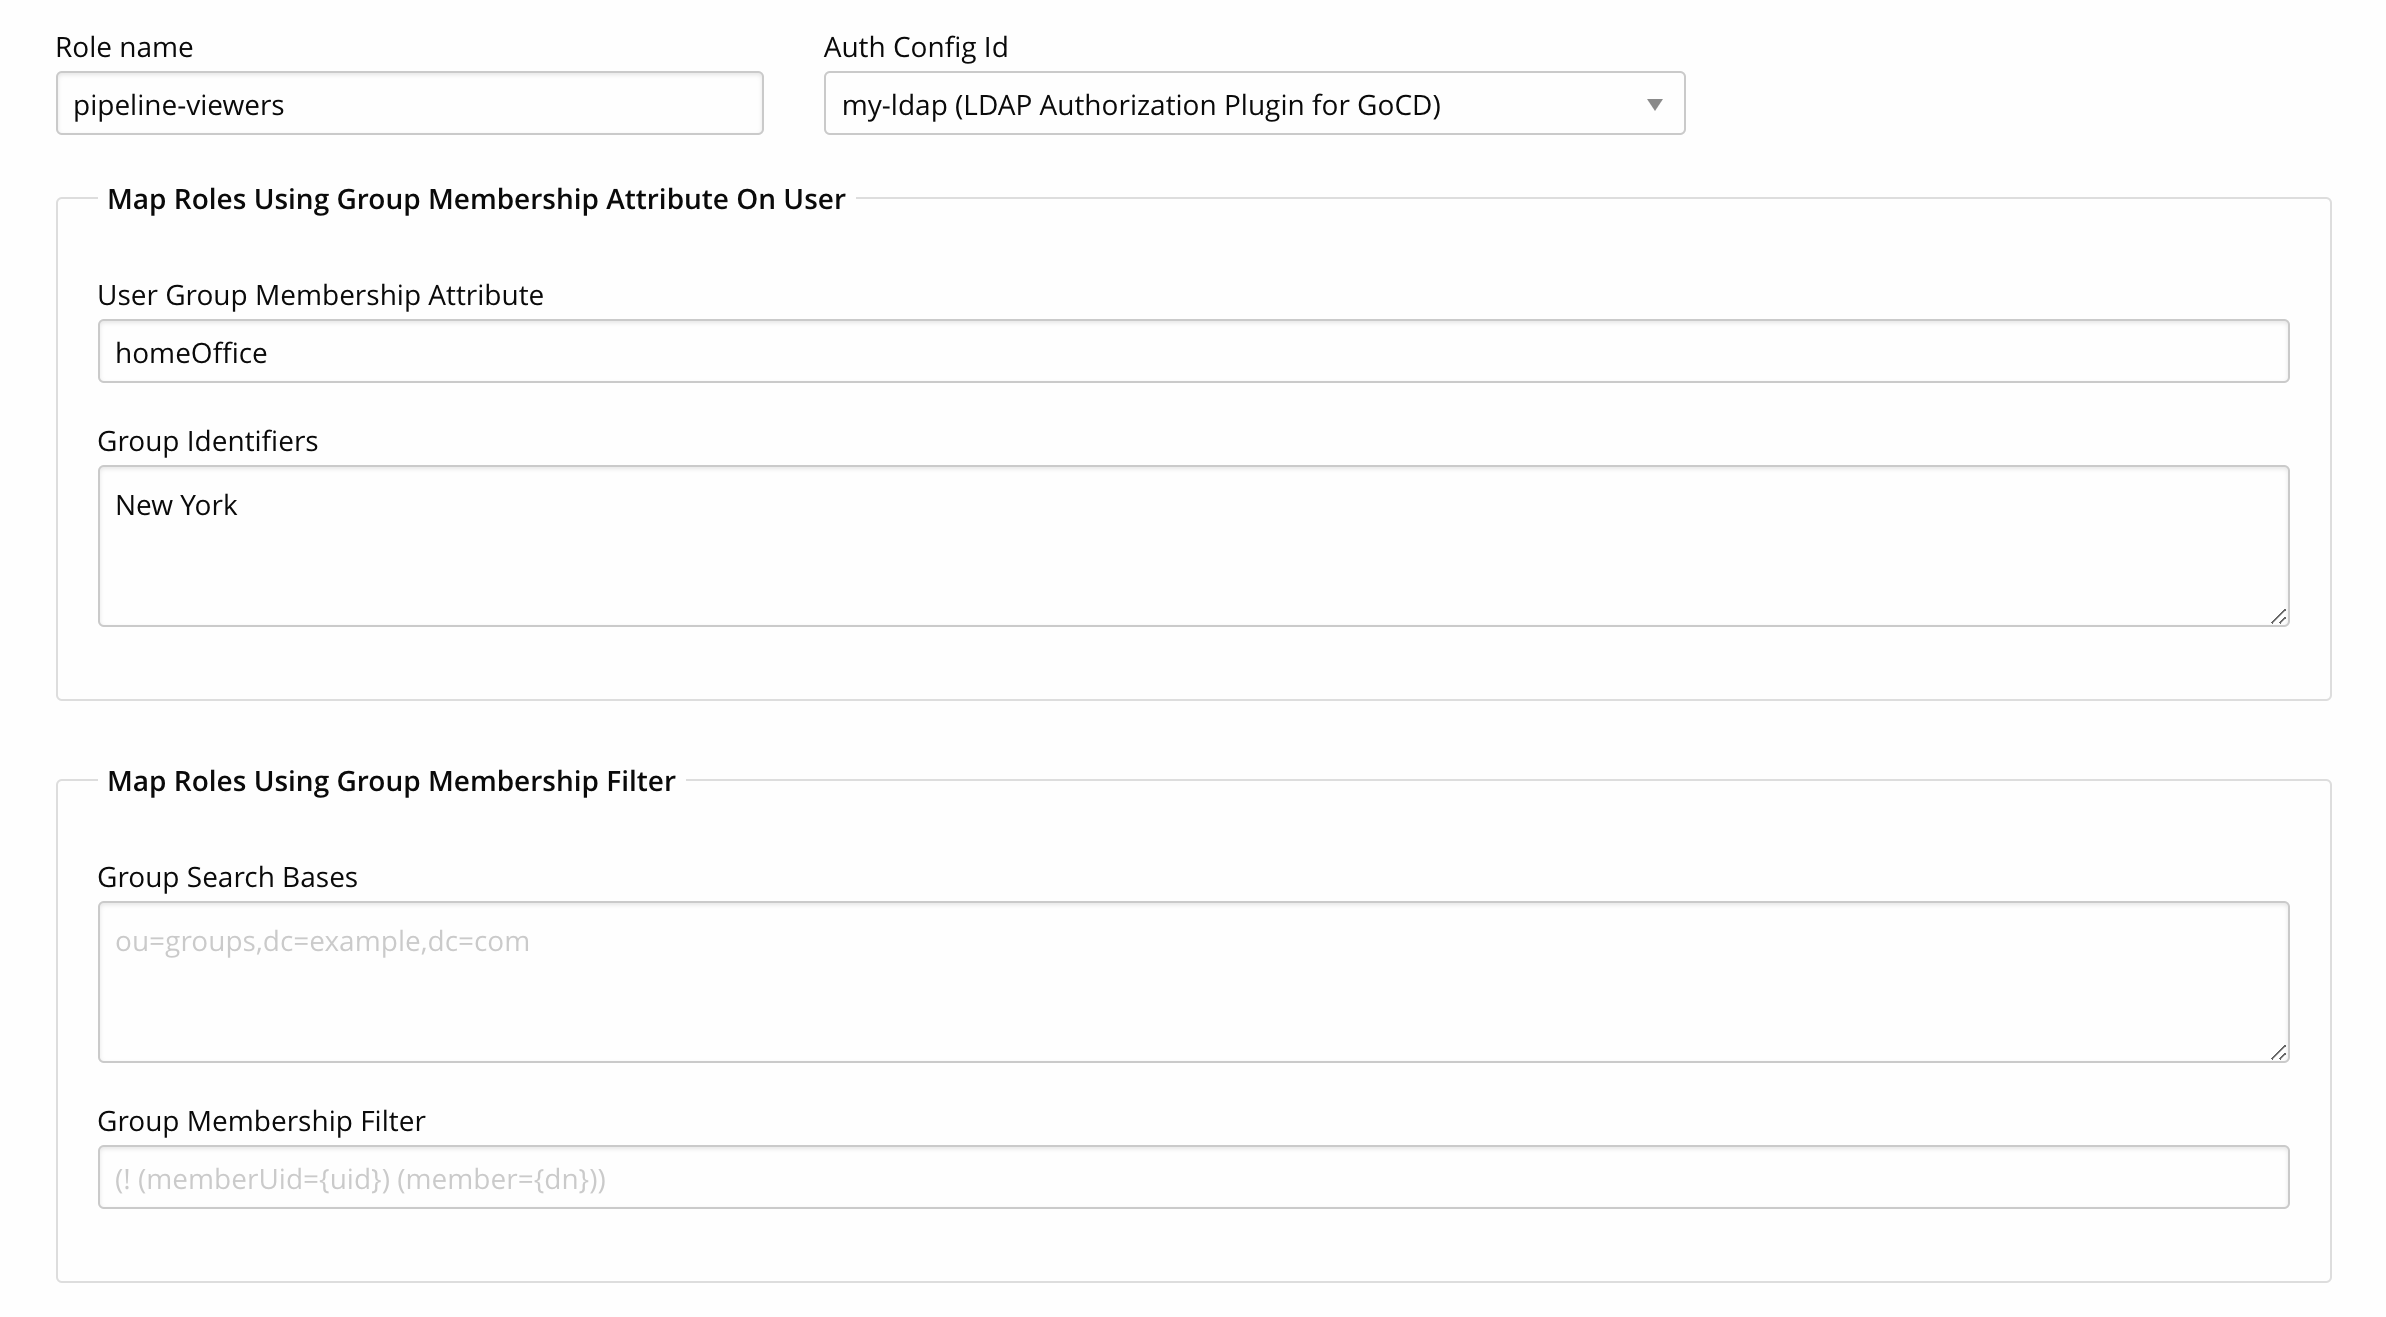 Role name
Auth Config Id
pipeline-viewers
my-ldap (LDAP Authorization Plugin for GoCD)
Map Roles Using Group Membership Attribute On User
User Group Membership Attribute
homeOffice
Group Identifiers
New York
Map Roles Using Group Membership Filter
Group Search Bases
ou=groups,dc=example,dc=com
Group Membership Filter
(! (memberUid={uid}) (member={dn}))